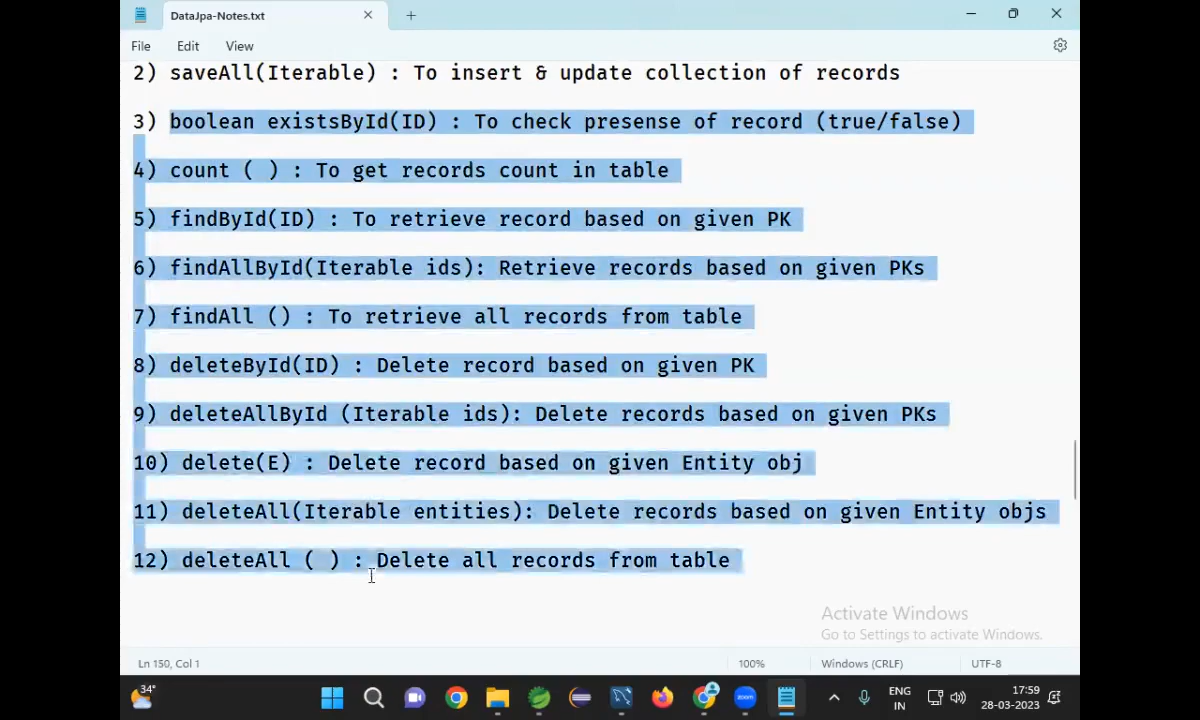 DataJpa-Notes.txt
File Edit View
2) saveAll(Iterable) : To insert & update collection of records
3) boolean existsById(ID) : To check presense of record (true/false)
4) count ( ) : To get records count in table
5) findById(ID) : To retrieve record based on given PK
6) findAllById(Iterable ids): Retrieve records based on given PKs
7) findAll () : To retrieve all records from table
8) deleteById(ID) : Delete record based on given PK
9) deleteAllById (Iterable ids): Delete records based on given PKs
10) delete(E) : Delete record based on given Entity obj
11) deleteAll(Iterable entities): Delete records based on given Entity objs
12) deleteAll ( ) : Delete all records from table
Activate Windows
Go to Settings to activate Windows.
Ln 150, Col 1 100% Windows (CRLF) UTF-8
34° ENG 17:59
IN 28-03-2023